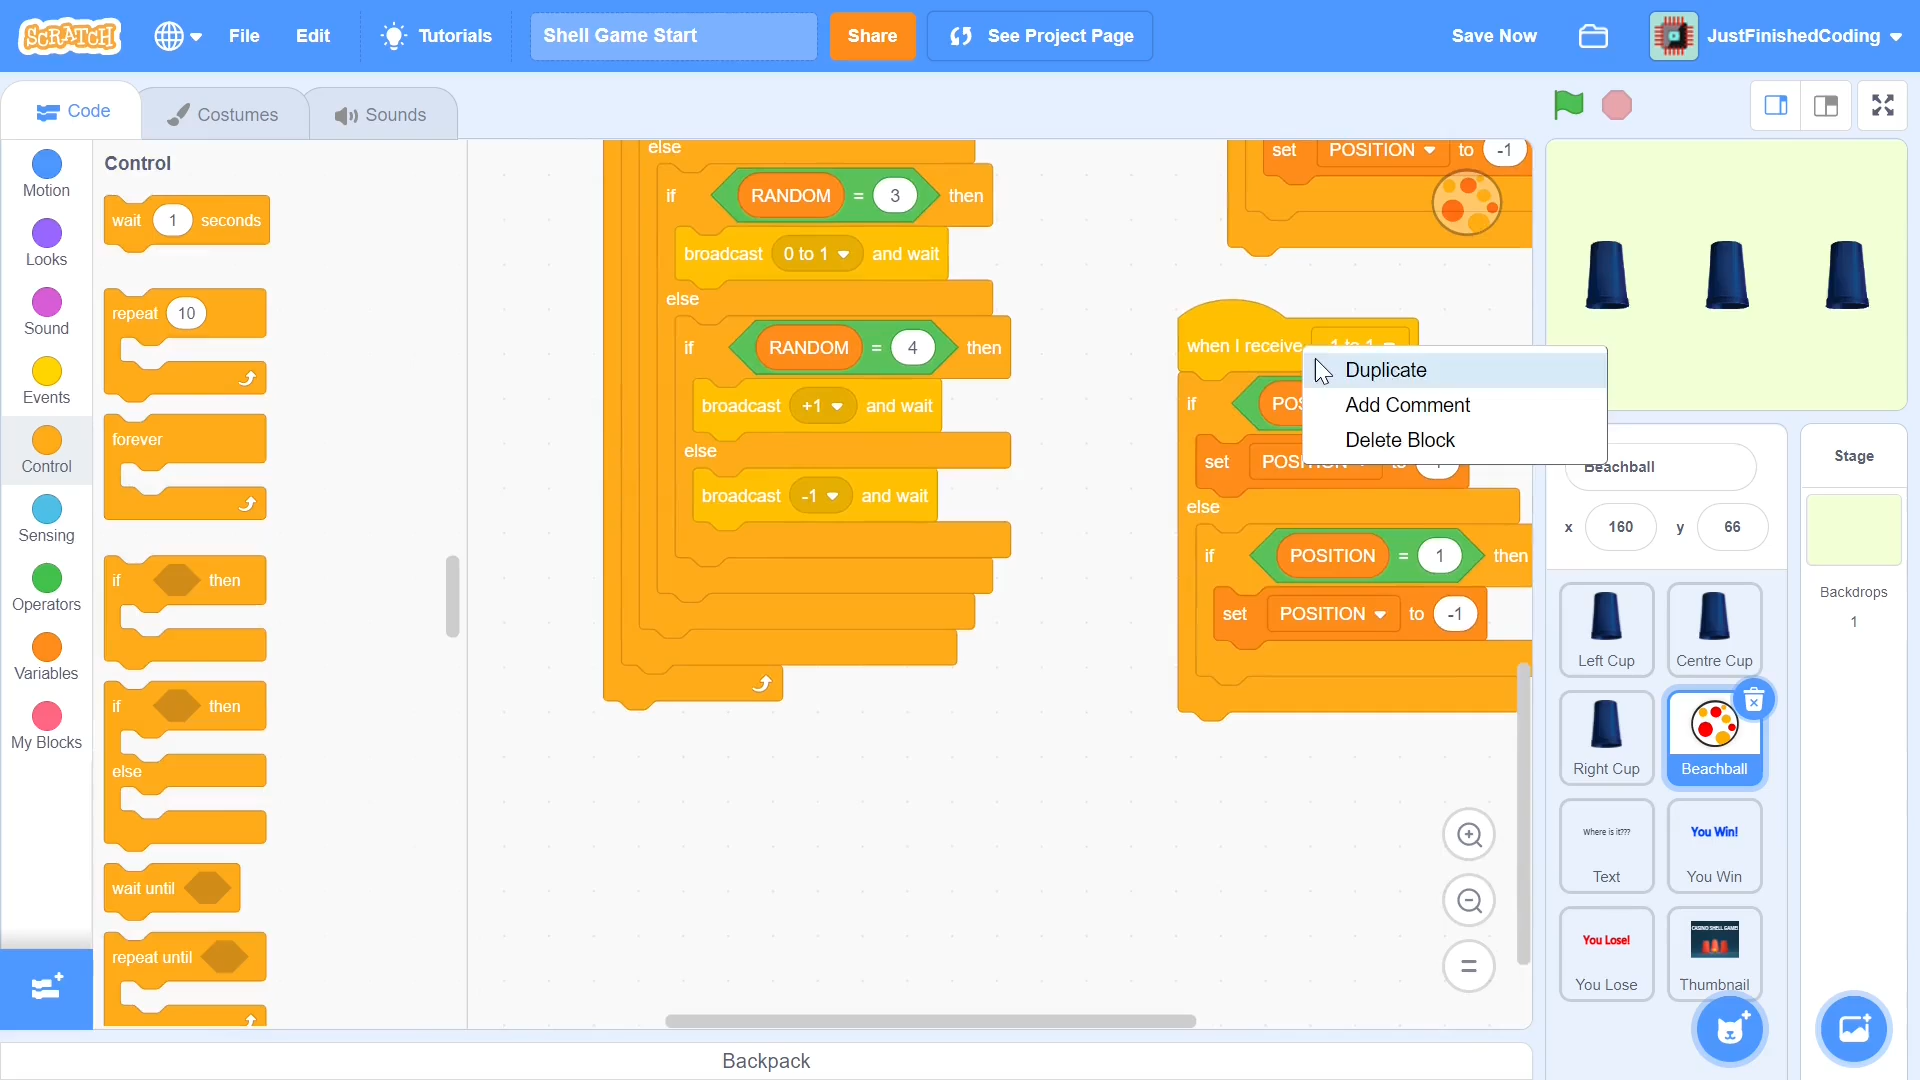 SCRATCH File Edit Tutorials Shell Game Start Share See Project Page Save Now JustFinishedCoding
Code Costumes Sounds
Motion
Looks
Sound
Events
Control
Sensing
Operators
Variables
My Blocks
Control
wait 1 seconds
repeat 10
forever
if then
if then
else
wait until
repeat until
else
if RANDOM = 3 then
broadcast 0 to 1 and wait
else
if RANDOM = 4 then
broadcast +1 and wait
else
broadcast -1 and wait
set POSITION to -1
when I receive
if
set
else
if POSITION = 1 then
set POSITION to -1
Duplicate
Add Comment
Delete Block
Beachball
x 160 y 66
Left Cup
Centre Cup
Right Cup
Beachball
Where is it???
Text
You Win!
You Win
You Lose!
You Lose
CASINO SHELL GAME!
Thumbnail
Stage
Backdrops
1
Backpack